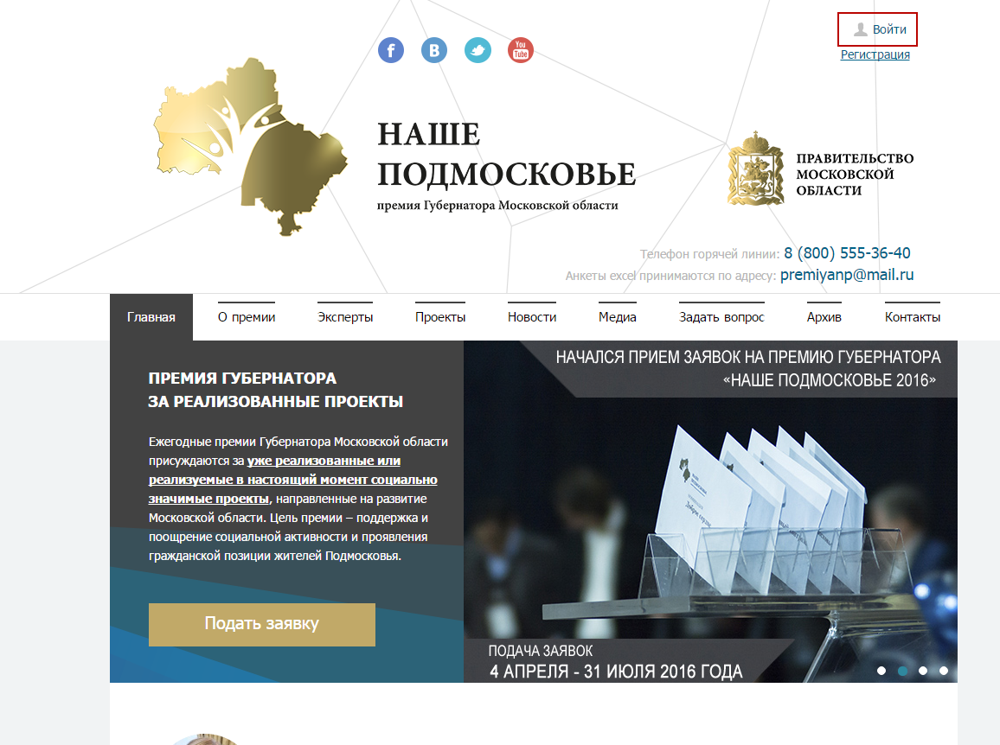 Войти
Регистрация
f
B
You
Tube
НАШЕ
ПОДМОСКОВЬЕ
премия Губернатора Московской области
ПРАВИТЕЛЬСТВО
МОСКОВСКОЙ
ОБЛАСТИ
Телефон горячей линии: 8 (800) 555-36-40
Анкеты excel принимаются по адресу: premiyanp@mail.ru
Главная О премии Эксперты Проекты Новости Медиа Задать вопрос Архив Контакты
ПРЕМИЯ ГУБЕРНАТОРА
ЗА РЕАЛИЗОВАННЫЕ ПРОЕКТЫ
Ежегодные премии Губернатора Московской области
присуждаются за уже реализованные или
реализуемые в настоящий момент социально
значимые проекты, направленные на развитие
Московской области. Цель премии – поддержка и
поощрение социальной активности и проявления
гражданской позиции жителей Подмосковья.
Подать заявку
НАЧАЛСЯ ПРИЕМ ЗАЯВОК НА ПРЕМИЮ ГУБЕРНАТОРА
«НАШЕ ПОДМОСКОВЬЕ 2016»
ПОДАЧА ЗАЯВОК
4 АПРЕЛЯ - 31 ИЮЛЯ 2016 ГОДА